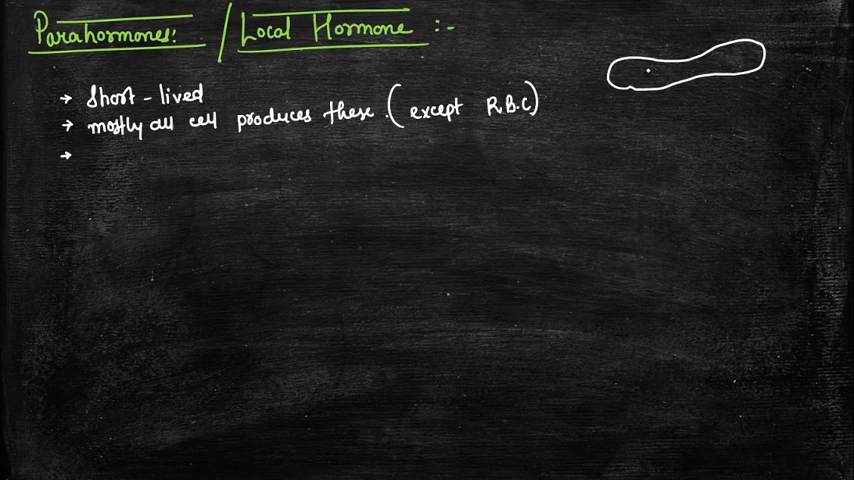 Parahormones: / Local Hormone :-
→ Short-lived
→ mostly all cell produces these. (except R.B.C)
→